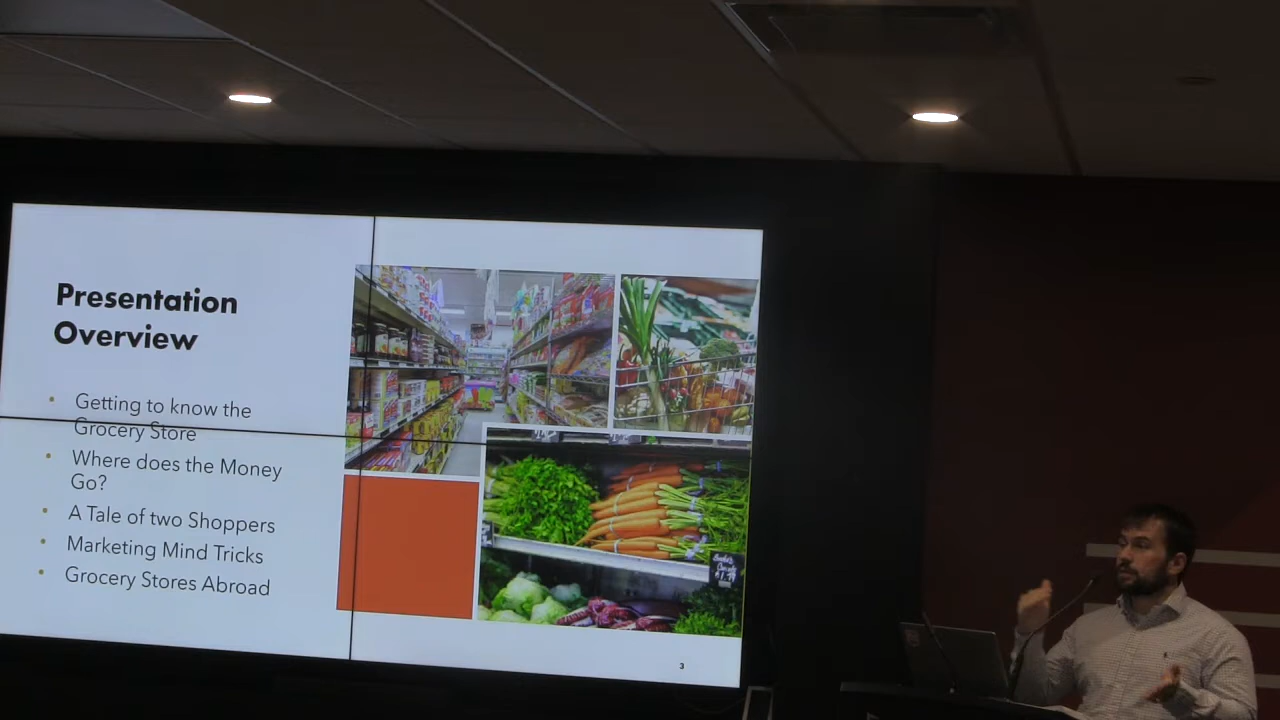 Presentation
Overview
• Getting to know the
Grocery Store
• Where does the Money
Go?
• A Tale of two Shoppers
• Marketing Mind Tricks
• Grocery Stores Abroad
3